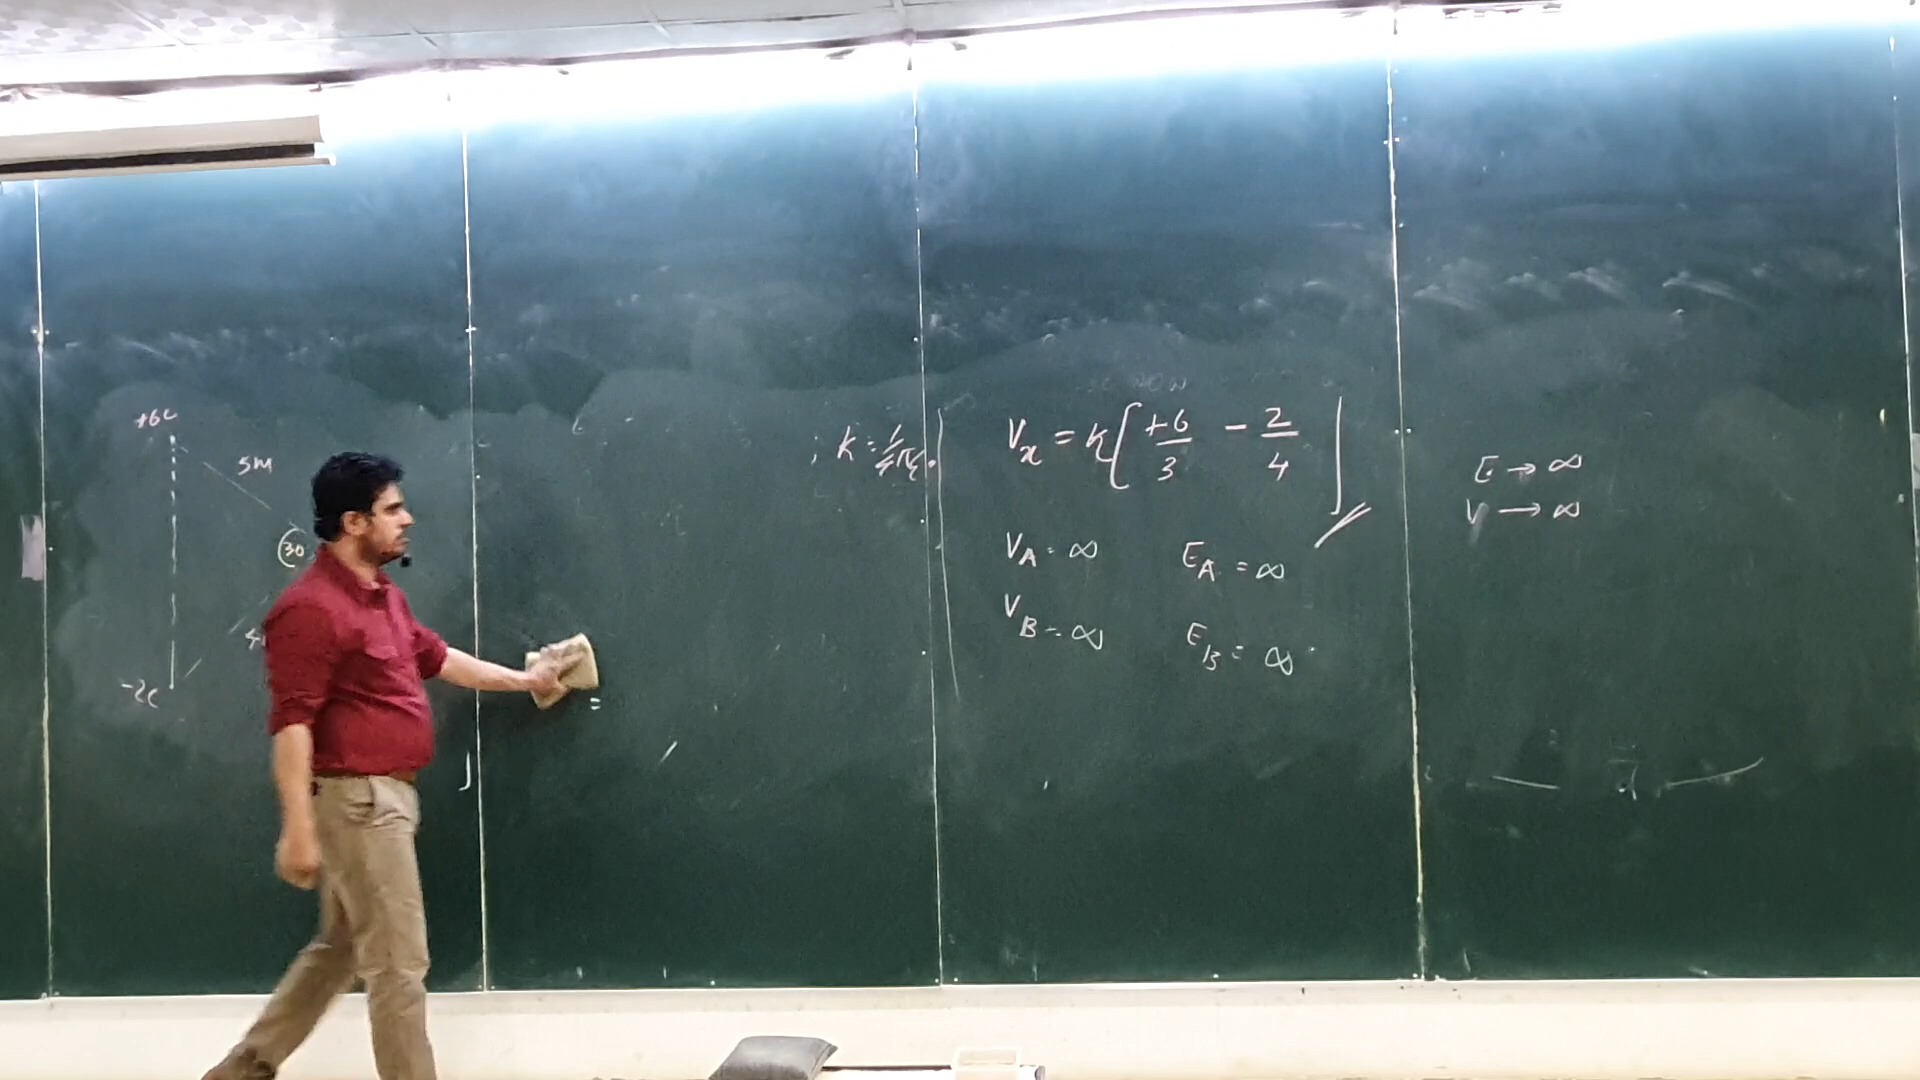 +6C
5M
30
-2C
; K = 1/4πε₀
Vx = K[+6/3 - 2/4]
VA = ∞ EA = ∞
VB = ∞ EB = ∞
E → ∞
V → ∞
=